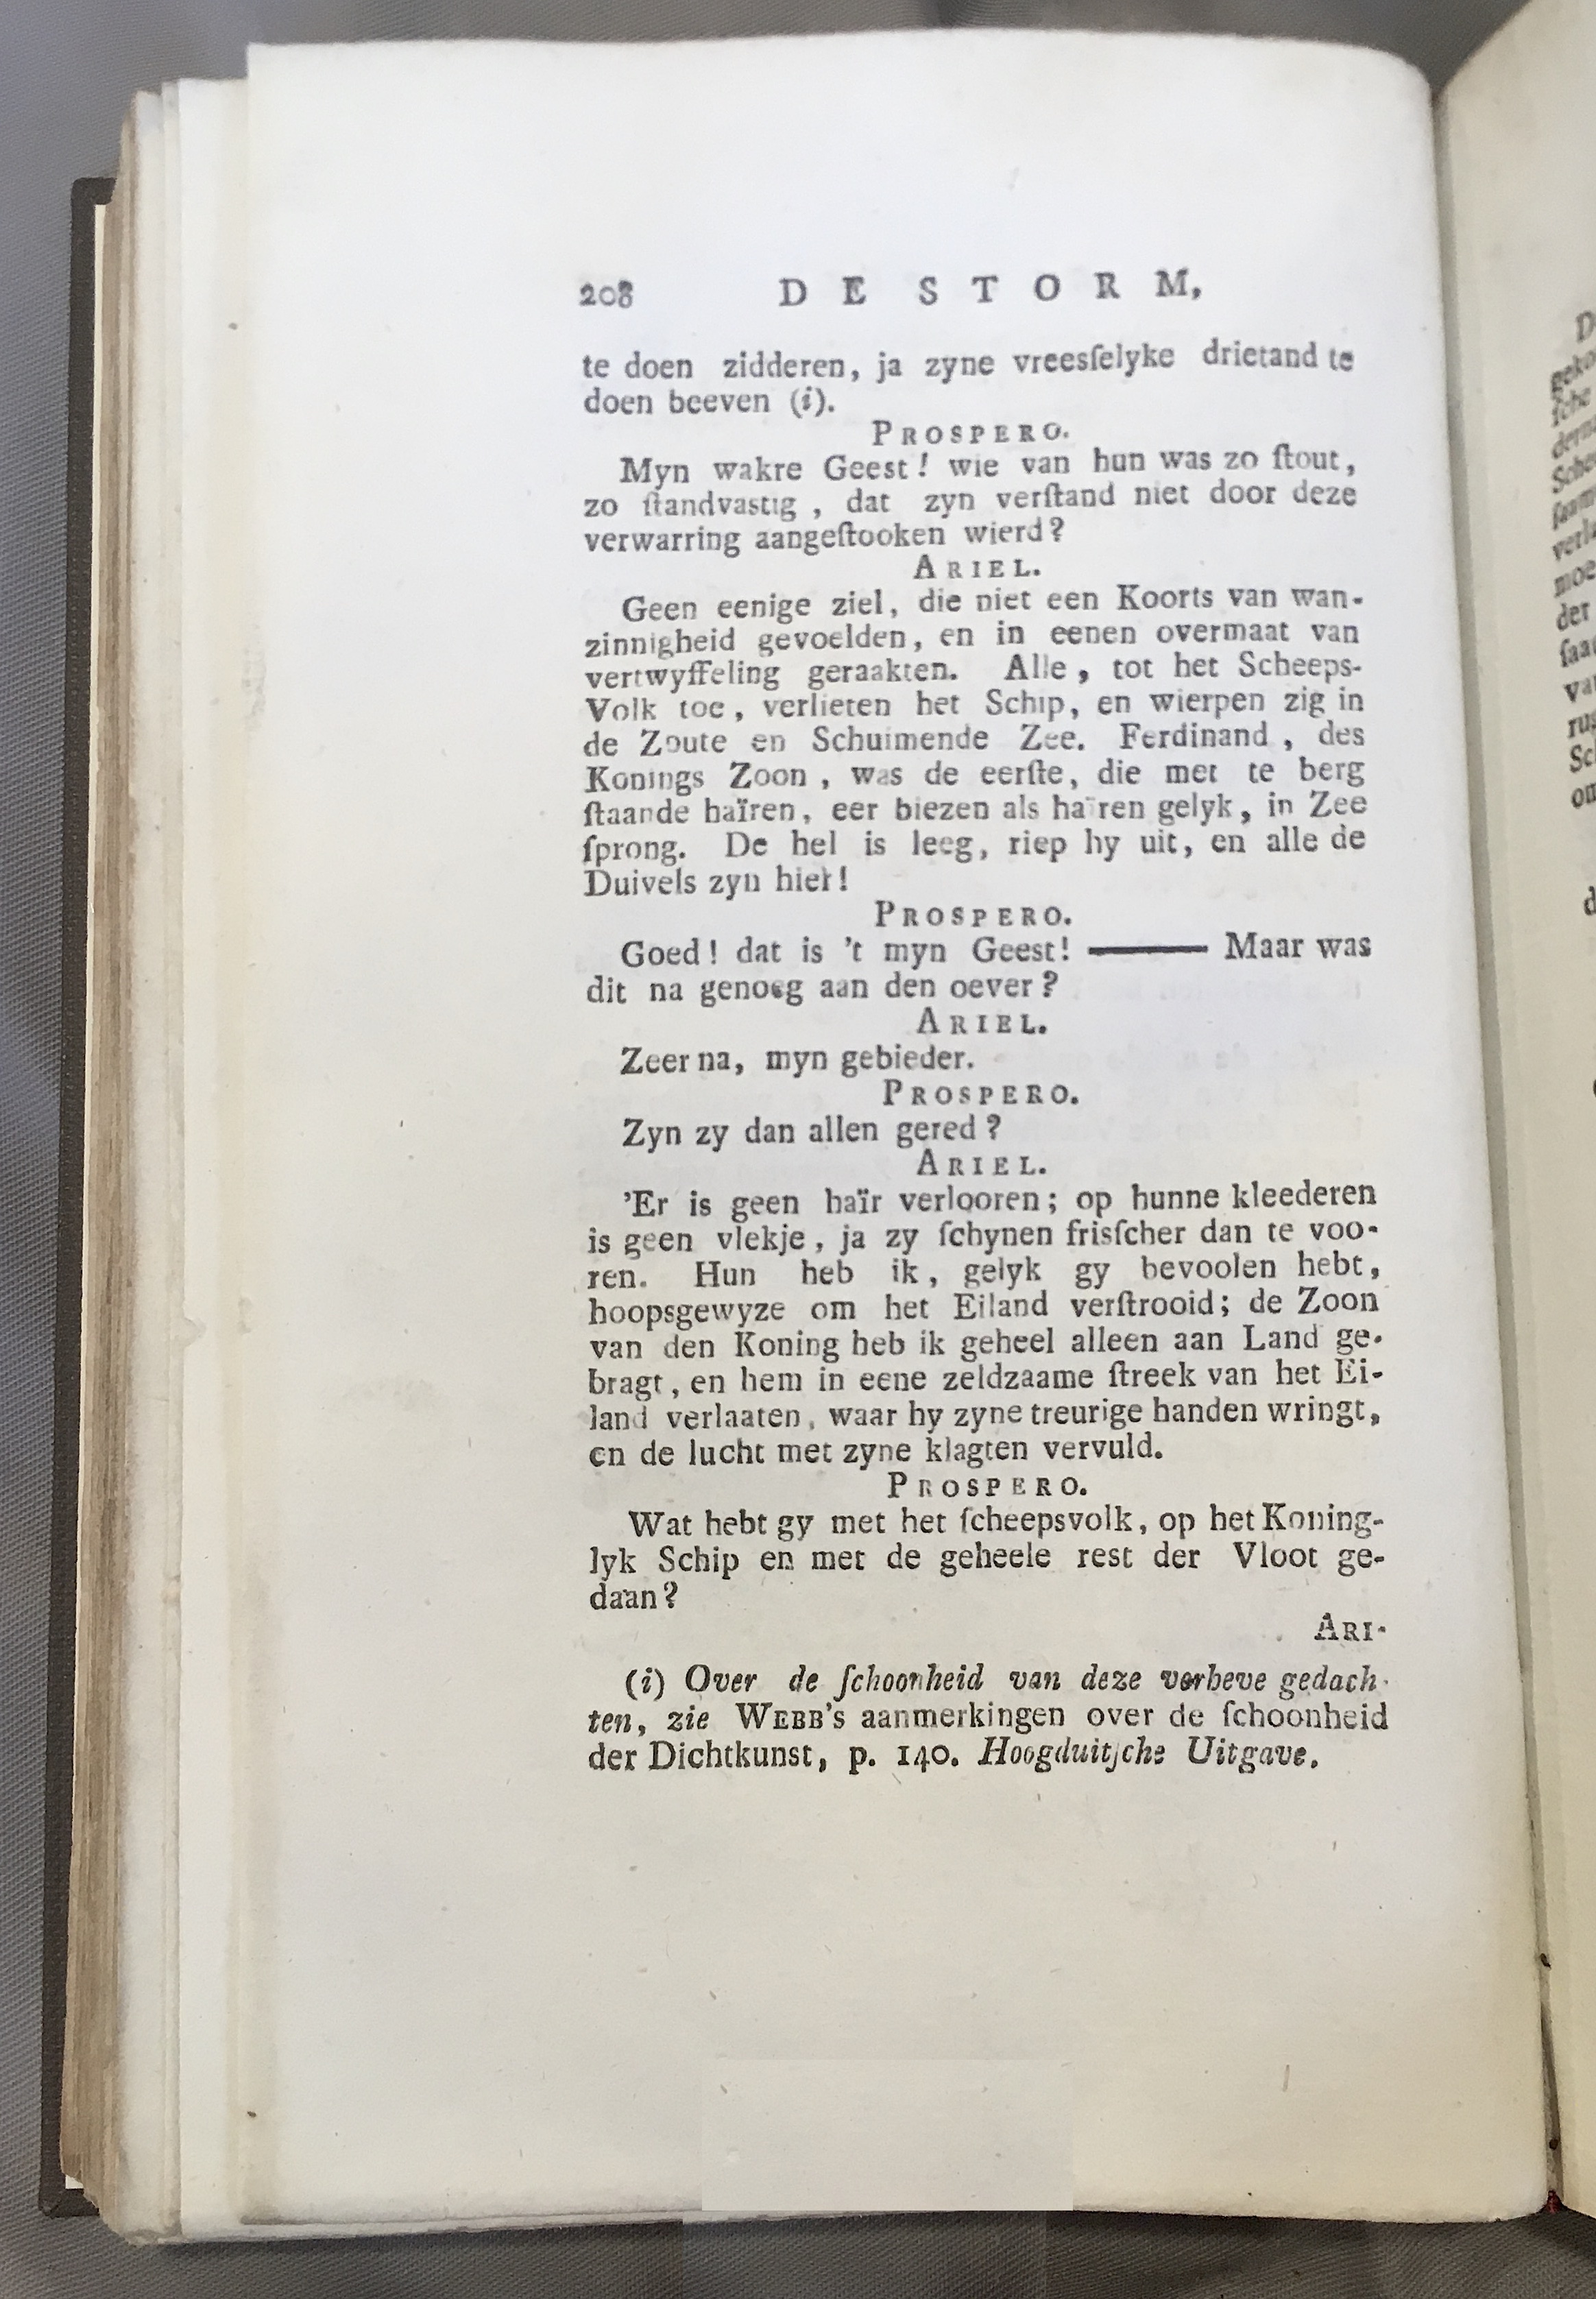 208 DE STORM,
te doen zidderen, ja zyne vreesſelyke drietand te
doen beeven (i).
PROSPERO.
Myn wakre Geest! wie van hun was zo ſtout,
zo ſtandvastig, dat zyn verſtand niet door deze
verwarring aangeſtooken wierd?
ARIEL.
Geen eenige ziel, die niet een Koorts van wan-
zinnigheid gevoelden, en in eenen overmaat van
vertwyffeling geraakten. Alle, tot het Scheeps-
Volk toe, verlieten het Schip, en wierpen zig in
de Zoute en Schuimende Zee. Ferdinand, des
Konings Zoon, was de eerſte, die met te berg
ſtaande haïren, eer biezen als haïren gelyk, in Zee
ſprong. De hel is leeg, riep hy uit, en alle de
Duivels zyn hier!
PROSPERO.
Goed! dat is 't myn Geest! —— Maar was
dit na genoeg aan den oever?
ARIEL.
Zeer na, myn gebieder.
PROSPERO.
Zyn zy dan allen gered?
ARIEL.
'Er is geen haïr verlooren; op hunne kleederen
is geen vlekje, ja zy ſchynen frisſcher dan te voo-
ren. Hun heb ik, gelyk gy bevoolen hebt,
hoopsgewyze om het Eiland verſtrooid; de Zoon
van den Koning heb ik geheel alleen aan Land ge-
bragt, en hem in eene zeldzaame ſtreek van het Ei-
land verlaaten, waar hy zyne treurige handen wringt,
en de lucht met zyne klagten vervuld.
PROSPERO.
Wat hebt gy met het ſcheepsvolk, op het Koning-
lyk Schip en met de geheele rest der Vloot ge-
daan?
ARI-
(i) Over de ſchoonheid van deze verheve gedach-
ten, zie WEBB'S aanmerkingen over de ſchoonheid
der Dichtkunst, p. 140. Hoogduitſche Uitgave.